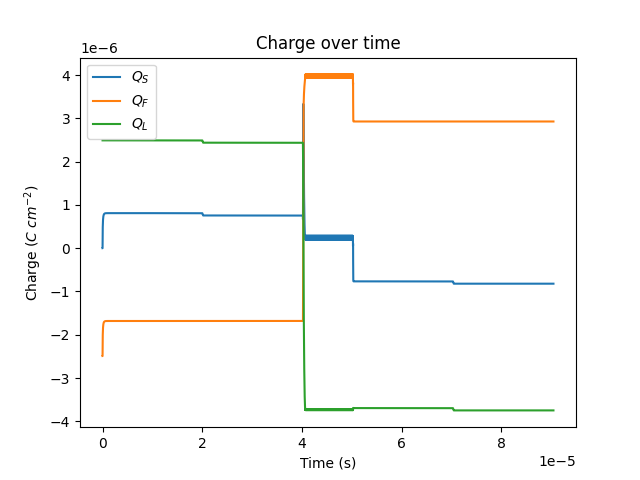 Charge over time
1e−6
Q_S
Q_F
Q_L
4
3
2
1
0
−1
−2
−3
−4
Charge (C cm⁻²)
0 2 4 6 8
1e−5
Time (s)